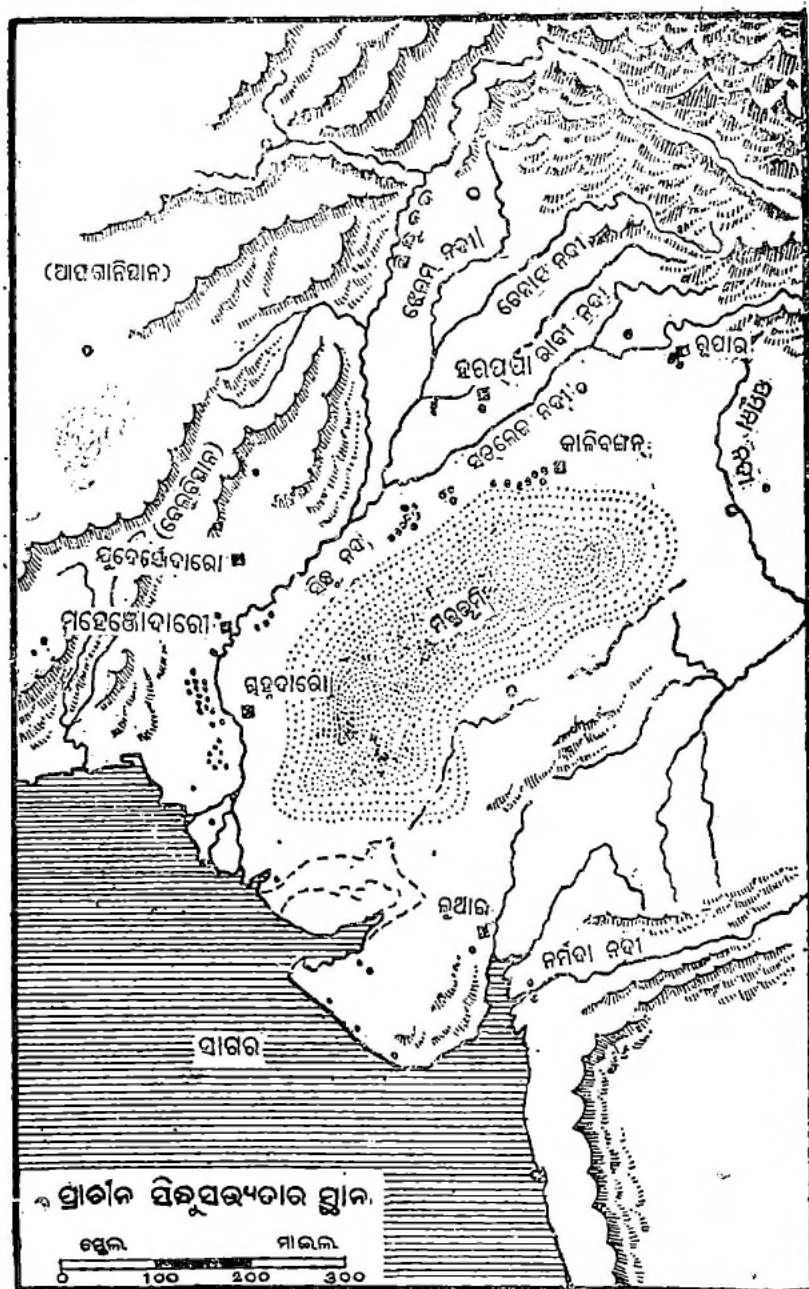 (ଆଫଗାନିସ୍ଥାନ)
ଝେଲମ ନଦୀ
ଚେନାବ ନଦୀ
ରାବୀ ନଦୀ
ହରପ୍ପା
ରୂପାର
ସତଲେଜ ନଦୀ
କାଳିବଙ୍ଗନ
(ବେଲୁଚିସ୍ଥାନ)
ସିନ୍ଧୁ ନଦୀ
ମରୁଭୂମି
ମହେଞ୍ଜୋଦାରୋ
ଚହ୍ନୁଦାରୋ
ଲୁଥାଲ
ନର୍ମଦା ନଦୀ
ସାଗର
ପ୍ରାଚୀନ ସିନ୍ଧୁସଭ୍ୟତାର ସ୍ଥାନ
ସ୍କେଲ ମାଇଲ
0 100 200 300